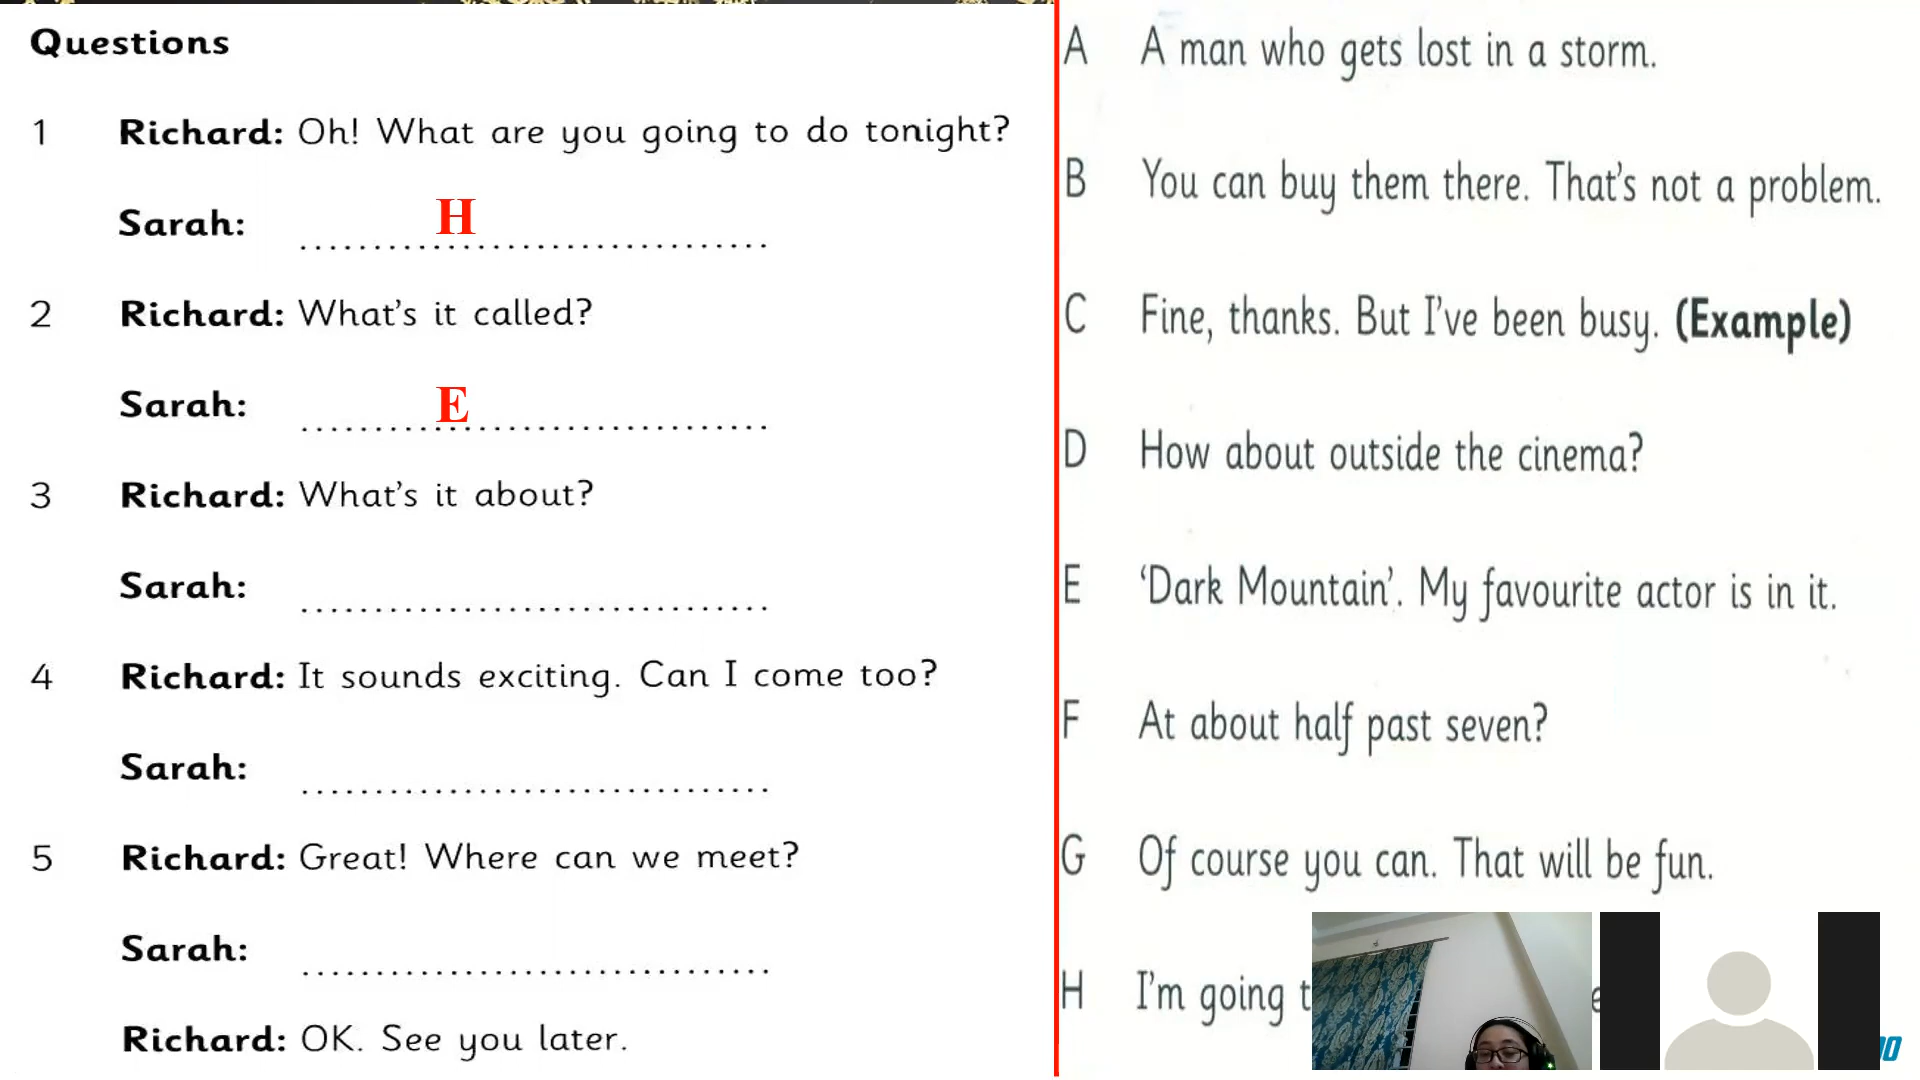 Questions
1 Richard: Oh! What are you going to do tonight?
Sarah: ................................ H
2 Richard: What's it called?
Sarah: ................................ E
3 Richard: What's it about?
Sarah: ................................
4 Richard: It sounds exciting. Can I come too?
Sarah: ................................
5 Richard: Great! Where can we meet?
Sarah: ................................
Richard: OK. See you later.
A A man who gets lost in a storm.
B You can buy them there. That's not a problem.
C Fine, thanks. But I've been busy. (Example)
D How about outside the cinema?
E 'Dark Mountain'. My favourite actor is in it.
F At about half past seven?
G Of course you can. That will be fun.
H I'm going